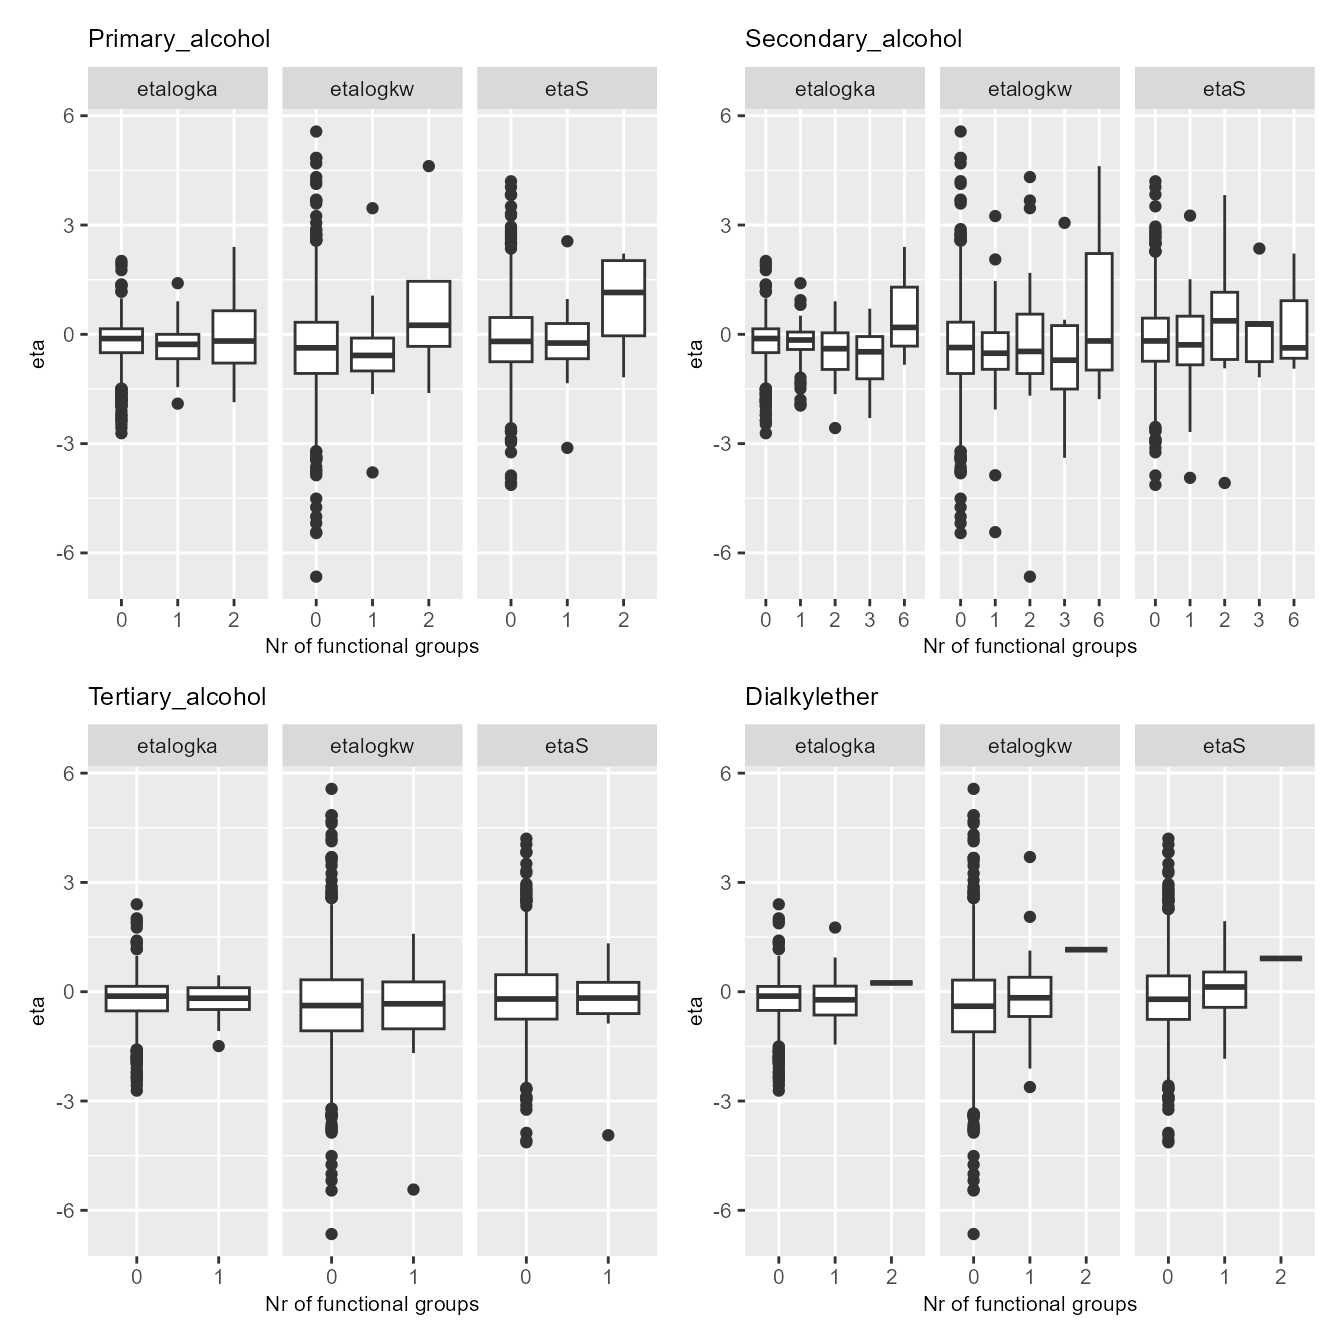 Primary_alcohol
etalogka etalogkw etaS
6
3
0
-3
-6
eta
0 1 2 0 1 2 0 1 2
Nr of functional groups
Secondary_alcohol
etalogka etalogkw etaS
6
3
0
-3
-6
eta
0 1 2 3 6 0 1 2 3 6 0 1 2 3 6
Nr of functional groups
Tertiary_alcohol
etalogka etalogkw etaS
6
3
0
-3
-6
eta
0 1 0 1 0 1
Nr of functional groups
Dialkylether
etalogka etalogkw etaS
6
3
0
-3
-6
eta
0 1 2 0 1 2 0 1 2
Nr of functional groups